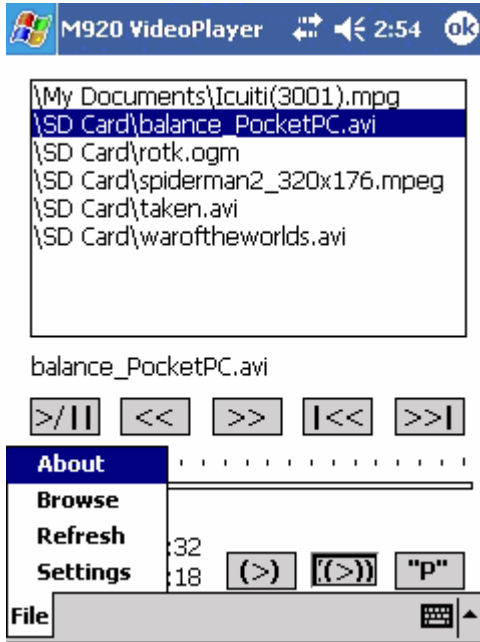 M920 VideoPlayer 2:54 ok
\My Documents\Icuiti(3001).mpg
\SD Card\balance_PocketPC.avi
\SD Card\rotk.ogm
\SD Card\spiderman2_320x176.mpeg
\SD Card\taken.avi
\SD Card\waroftheworlds.avi
balance_PocketPC.avi
>/|| << >> |<< >>|
About
Browse
Refresh
:32
Settings
:18 (>) ((>)) "P"
File